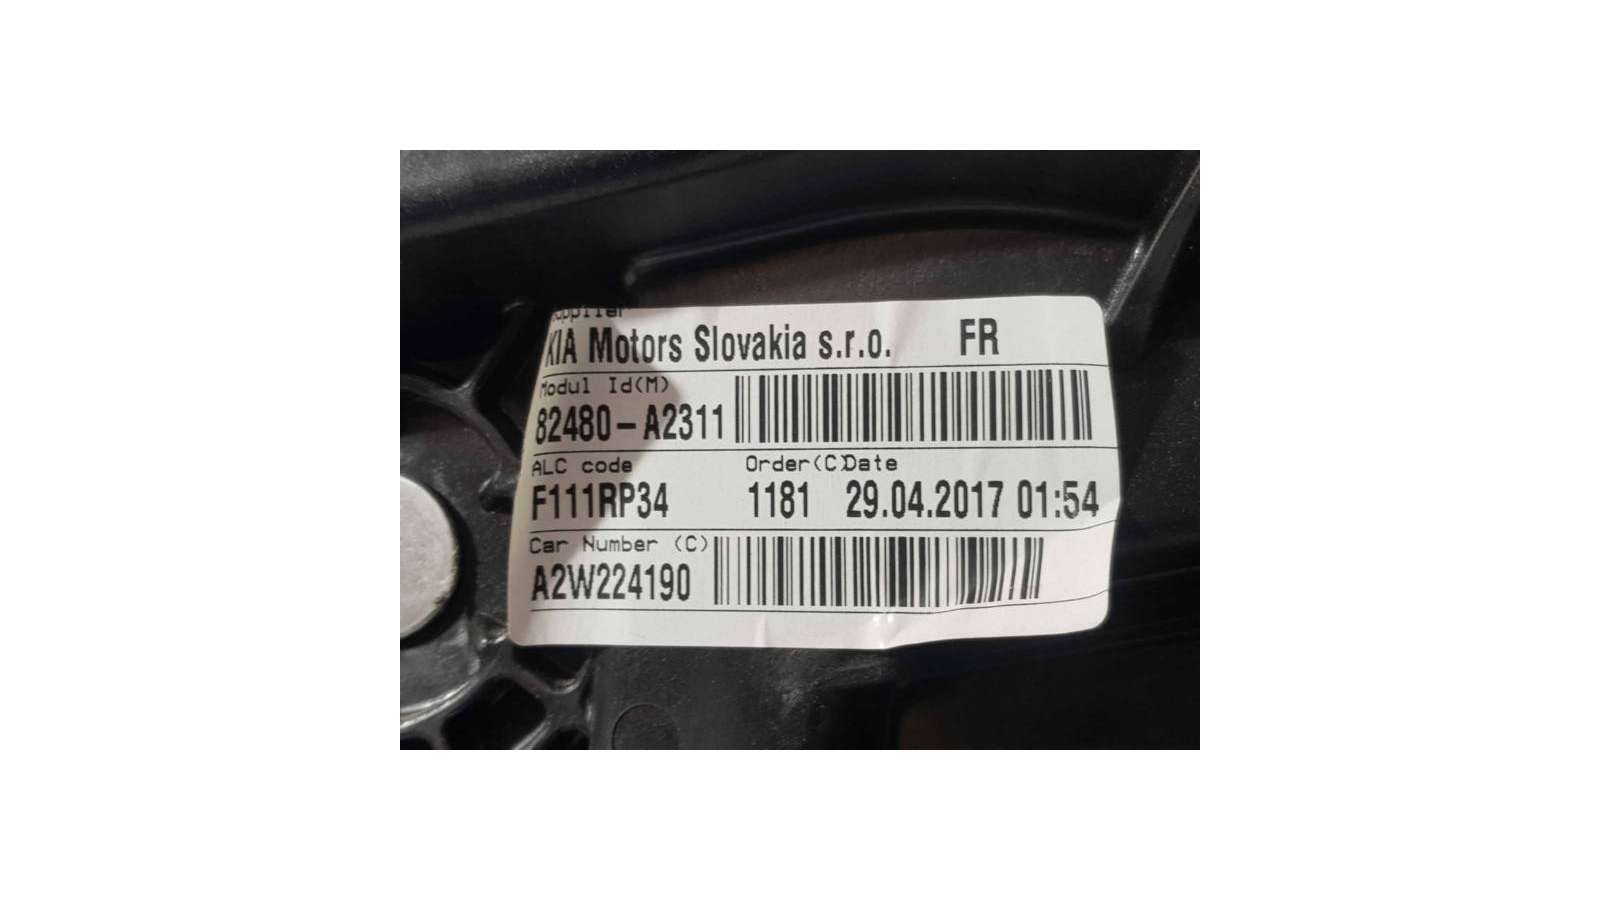 Supplier
KIA Motors Slovakia s.r.o. FR
Modul Id(M)
82480-A2311
ALC code Order(C)Date
F111RP34 1181 29.04.2017 01:54
Car Number (C)
A2W224190